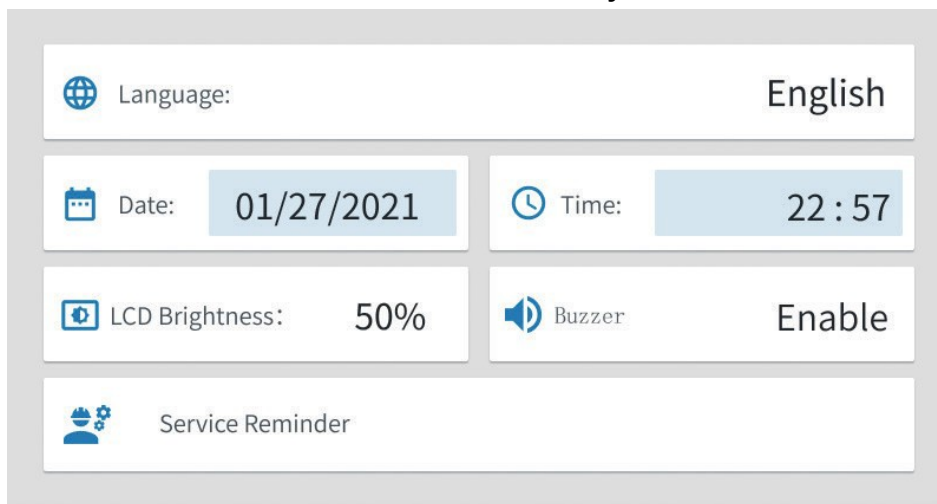 Language: English
Date: 01/27/2021 Time: 22 : 57
LCD Brightness: 50% Buzzer Enable
Service Reminder